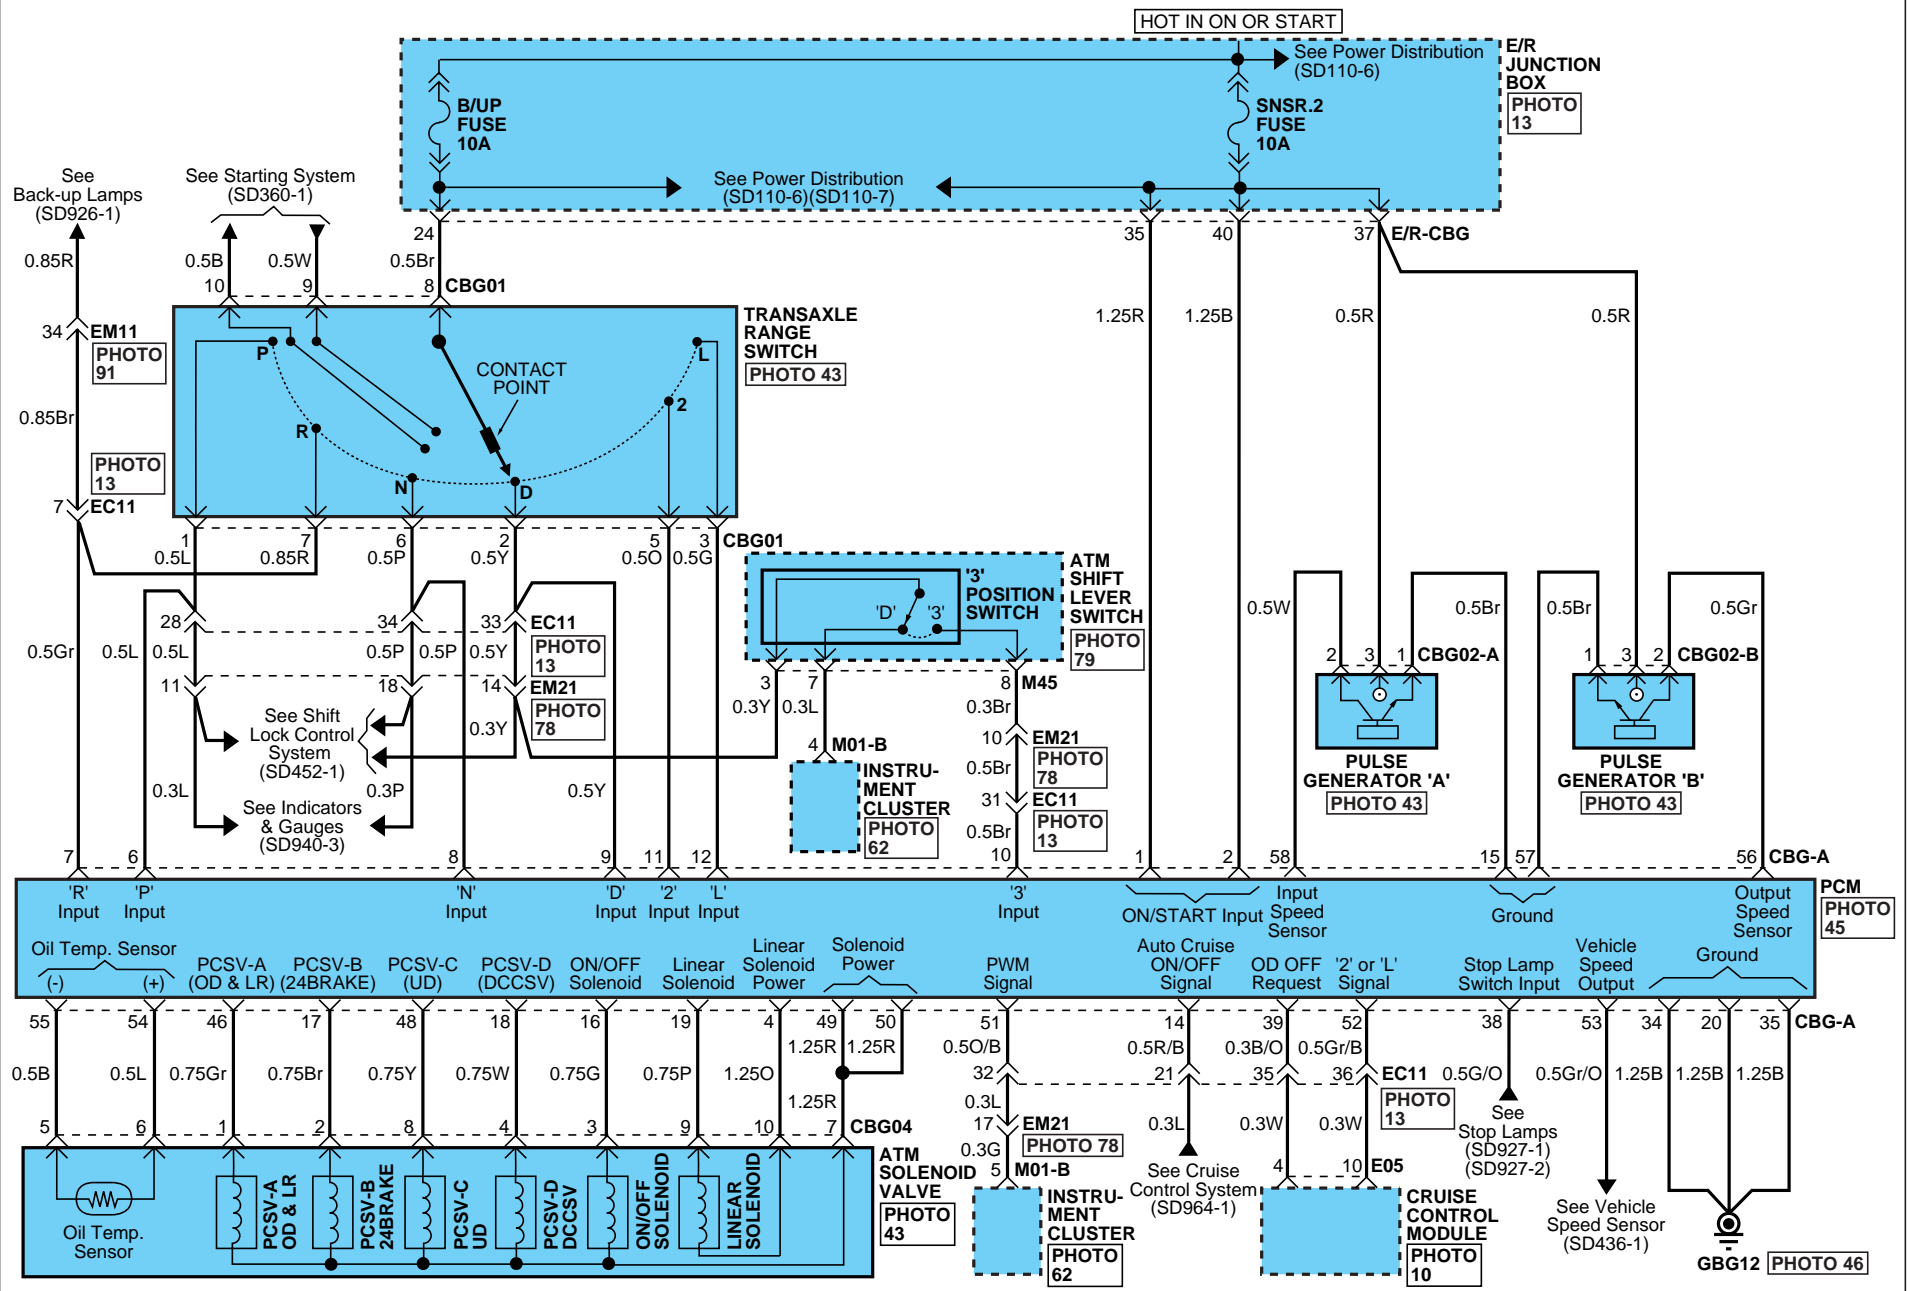 HOT IN ON OR START
See Power Distribution
(SD110-6)
E/R
JUNCTION
BOX
PHOTO
13
B/UP
FUSE
10A
SNSR.2
FUSE
10A
See
Back-up Lamps
(SD926-1)
See Starting System
(SD360-1)
See Power Distribution
(SD110-6)(SD110-7)
24
35
40
37
E/R-CBG
0.85R
0.5B
0.5W
0.5Br
10
9
8
CBG01
1.25R
1.25B
0.5R
0.5R
34
EM11
PHOTO
91
TRANSAXLE
RANGE
SWITCH
PHOTO 43
P
L
CONTACT
POINT
0.85Br
R
2
PHOTO
13
N
D
7
EC11
1
7
6
2
5
3
CBG01
0.5L
0.85R
0.5P
0.5Y
0.5O
0.5G
ATM
SHIFT
LEVER
SWITCH
PHOTO
79
'3'
POSITION
SWITCH
'D'
'3'
28
34
33
EC11
PHOTO
13
0.5Gr
0.5L
0.5L
0.5P
0.5P
0.5Y
0.5W
0.5Br
0.5Br
0.5Gr
2
3
1
CBG02-A
1
3
2
CBG02-B
11
18
14
EM21
PHOTO
78
3
7
8
M45
0.3Y
0.3L
0.3Br
See Shift
Lock Control
System
(SD452-1)
0.3Y
10
EM21
PHOTO
78
4
M01-B
INSTRU-
MENT
CLUSTER
PHOTO
62
0.5Br
PULSE
GENERATOR 'A'
PHOTO 43
PULSE
GENERATOR 'B'
PHOTO 43
0.3L
0.3P
0.5Y
31
EC11
PHOTO
13
0.5Br
See Indicators
& Gauges
(SD940-3)
7
6
8
9
11
12
10
1
2
58
15
57
56
CBG-A
'R'
Input
'P'
Input
'N'
Input
'D'
Input
'2'
Input
'L'
Input
'3'
Input
ON/START Input
Input
Speed
Sensor
Ground
Output
Speed
Sensor
PCM
PHOTO
45
Oil Temp. Sensor
(-)
(+)
PCSV-A
(OD & LR)
PCSV-B
(24BRAKE)
PCSV-C
(UD)
PCSV-D
(DCCSV)
ON/OFF
Solenoid
Linear
Solenoid
Linear
Solenoid
Power
Solenoid
Power
PWM
Signal
Auto Cruise
ON/OFF
Signal
OD OFF
Request
'2' or 'L'
Signal
Stop Lamp
Switch Input
Vehicle
Speed
Output
Ground
55
54
46
17
48
18
16
19
4
49
50
51
14
39
52
38
53
34
20
35
CBG-A
1.25R
1.25R
0.5O/B
0.5R/B
0.3B/O
0.5Gr/B
0.5B
0.5L
0.75Gr
0.75Br
0.75Y
0.75W
0.75G
0.75P
1.25O
32
21
35
36
EC11
PHOTO
13
0.5G/O
0.5Gr/O
1.25B
1.25B
1.25B
1.25R
0.3L
5
6
1
2
8
4
3
9
10
7
CBG04
17
EM21
PHOTO 78
0.3L
0.3W
0.3W
See
Stop Lamps
(SD927-1)
(SD927-2)
0.3G
5
M01-B
INSTRU-
MENT
CLUSTER
PHOTO
62
See Cruise
Control System
(SD964-1)
4
10
E05
CRUISE
CONTROL
MODULE
PHOTO
10
ATM
SOLENOID
VALVE
PHOTO
43
Oil Temp.
Sensor
PCSV-A
OD & LR
PCSV-B
24BRAKE
PCSV-C
UD
PCSV-D
DCCSV
ON/OFF
SOLENOID
LINEAR
SOLENOID
See Vehicle
Speed Sensor
(SD436-1)
GBG12
PHOTO 46